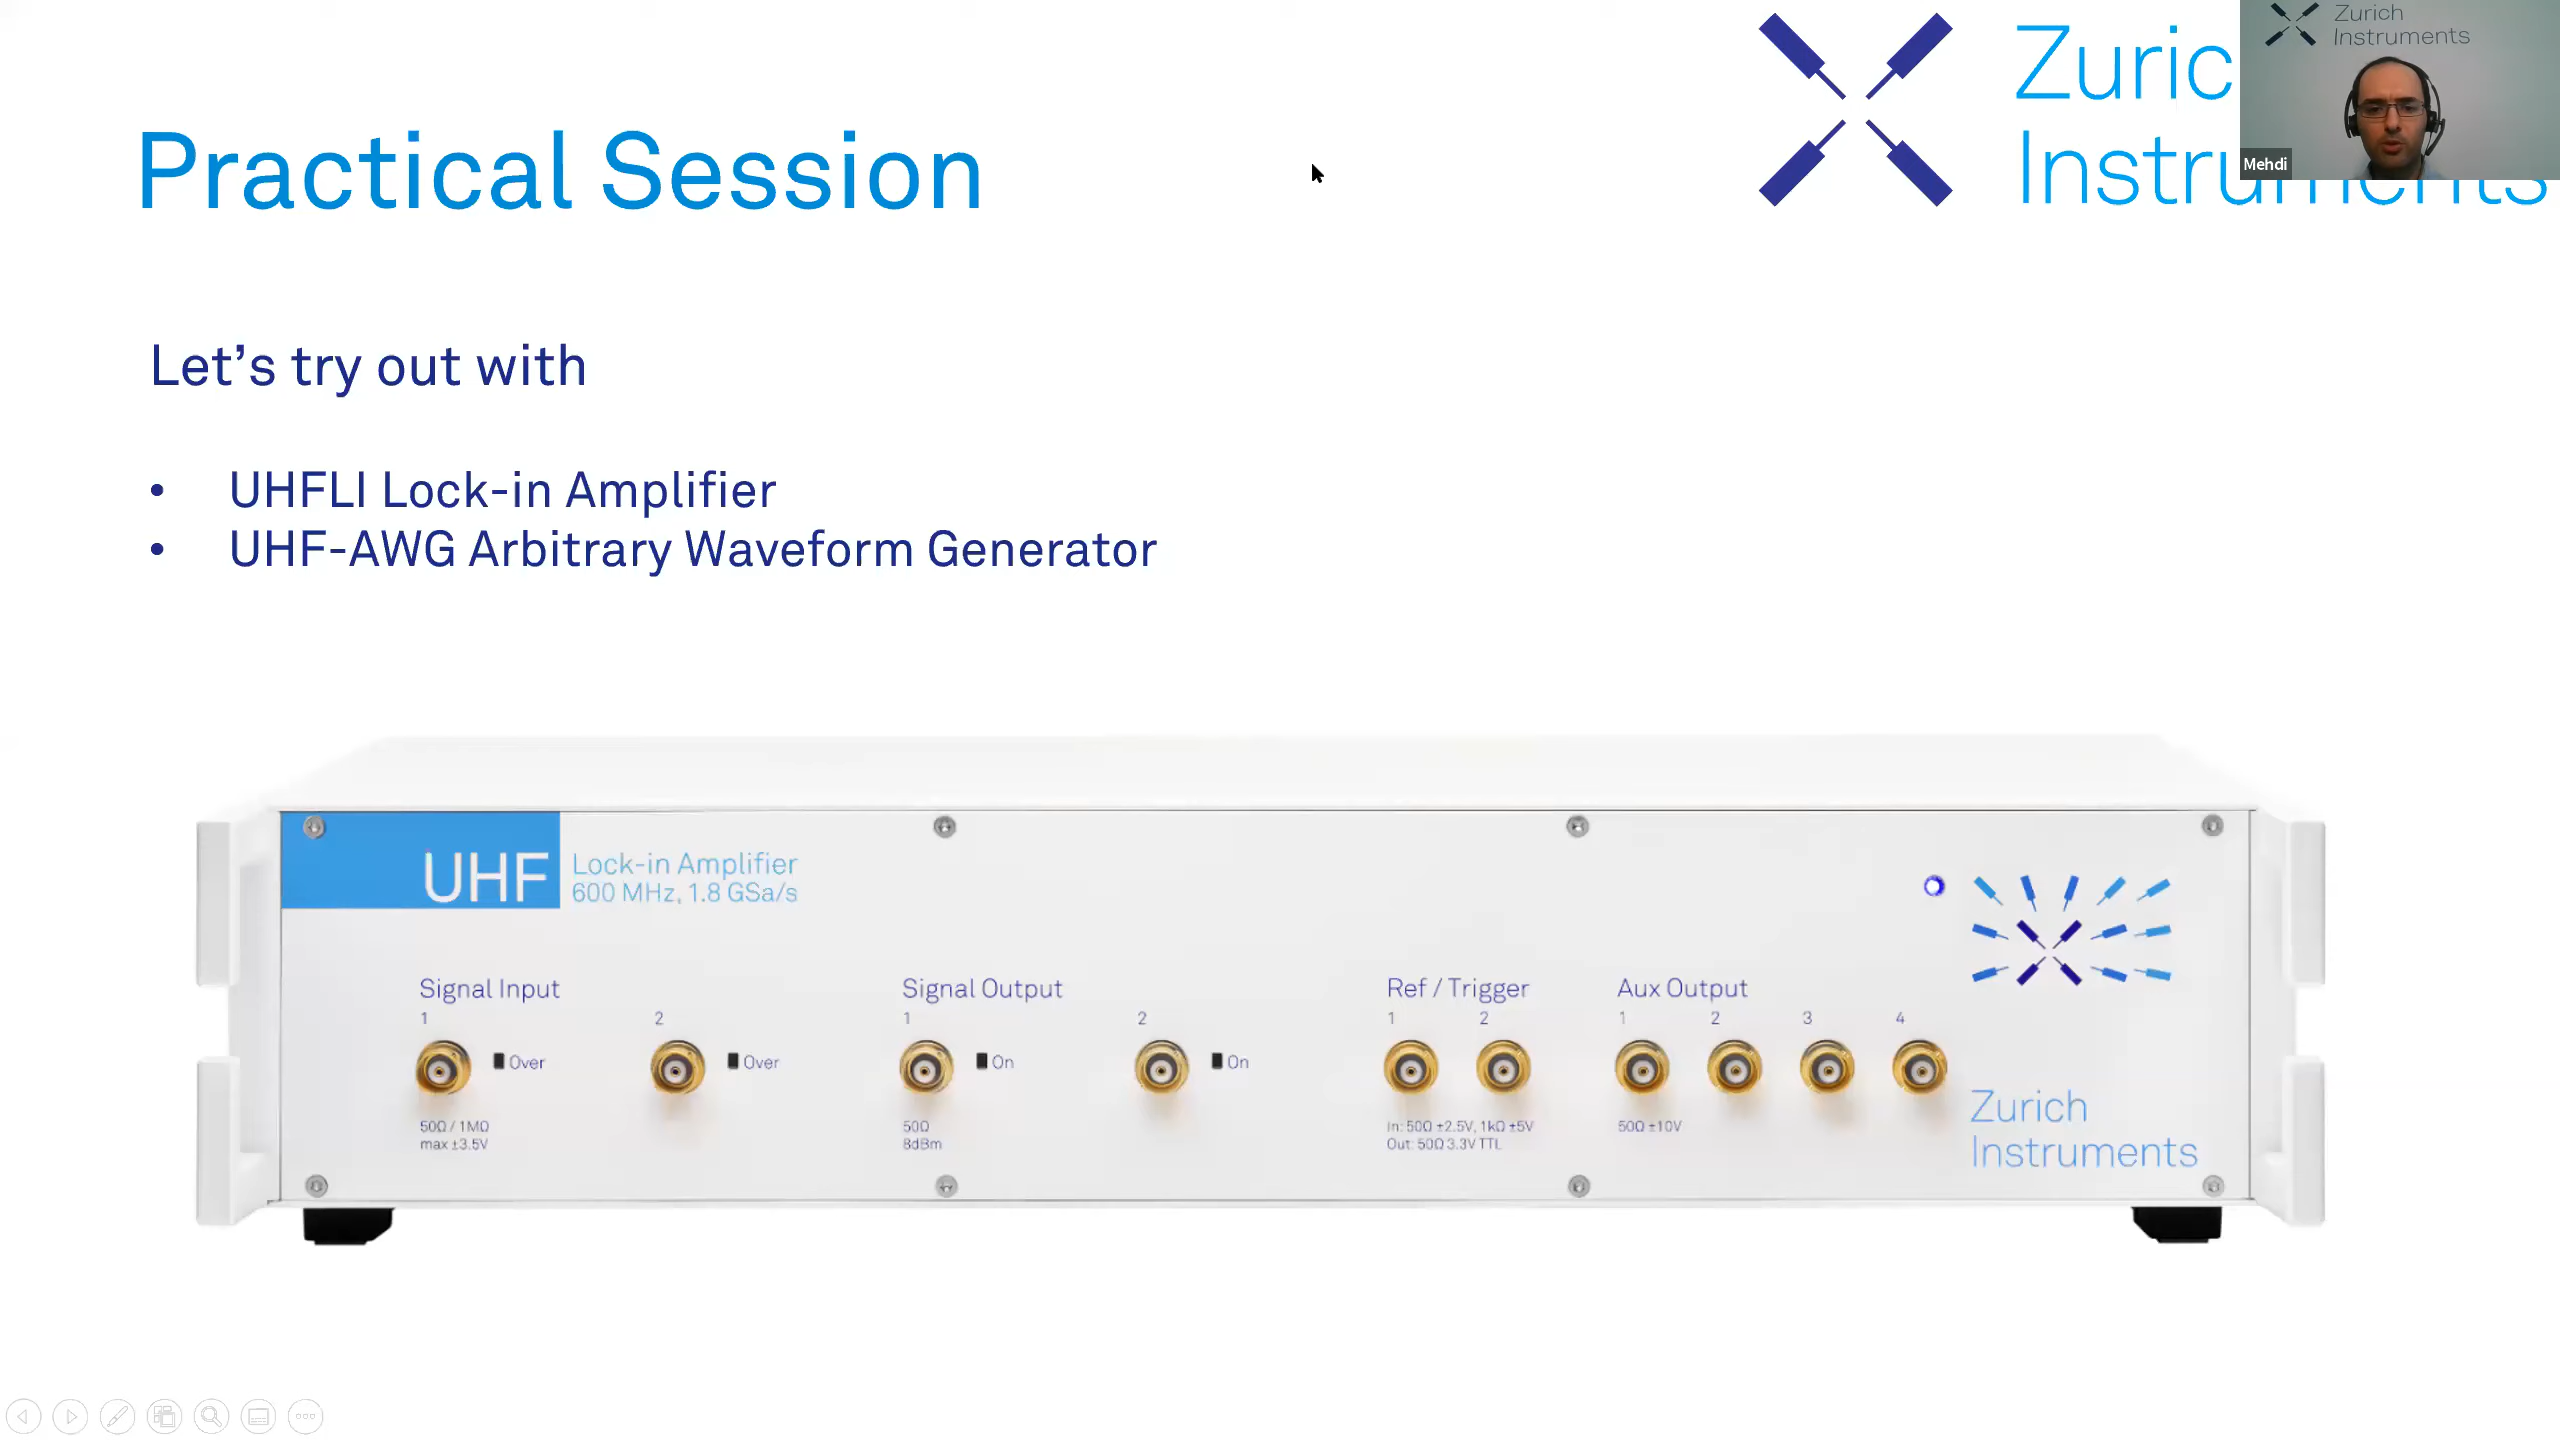 Practical Session
Zuric
Instruments
Zurich
Instruments
Mehdi
Let's try out with
• UHFLI Lock-in Amplifier
• UHF-AWG Arbitrary Waveform Generator
UHF
Lock-in Amplifier
600 MHz, 1.8 GSa/s
Signal Input
1 2
Over Over
50Ω / 1MΩ
max ±3.5V
Signal Output
1 2
On On
50Ω
8dBm
Ref / Trigger
1 2
In: 50Ω ±2.5V, 1kΩ ±5V
Out: 50Ω 3.3V TTL
Aux Output
1 2 3 4
50Ω ±10V
Zurich
Instruments